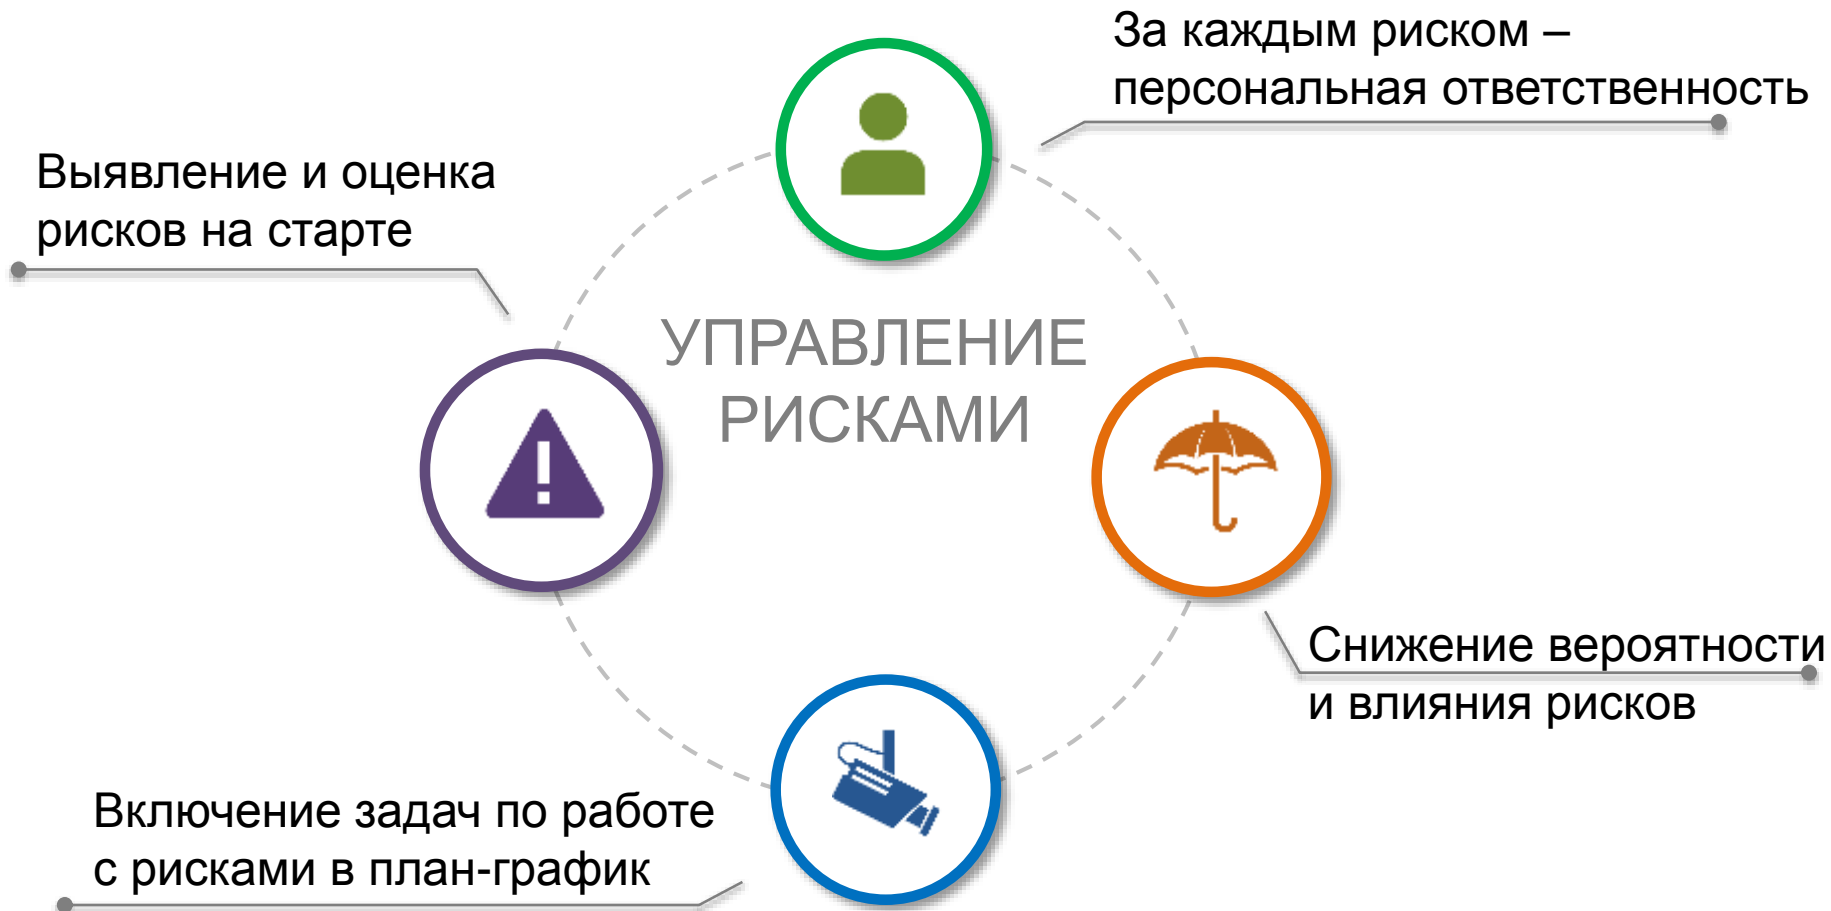 За каждым риском –
персональная ответственность
Выявление и оценка
рисков на старте
УПРАВЛЕНИЕ
РИСКАМИ
Снижение вероятности
и влияния рисков
Включение задач по работе
с рисками в план-график